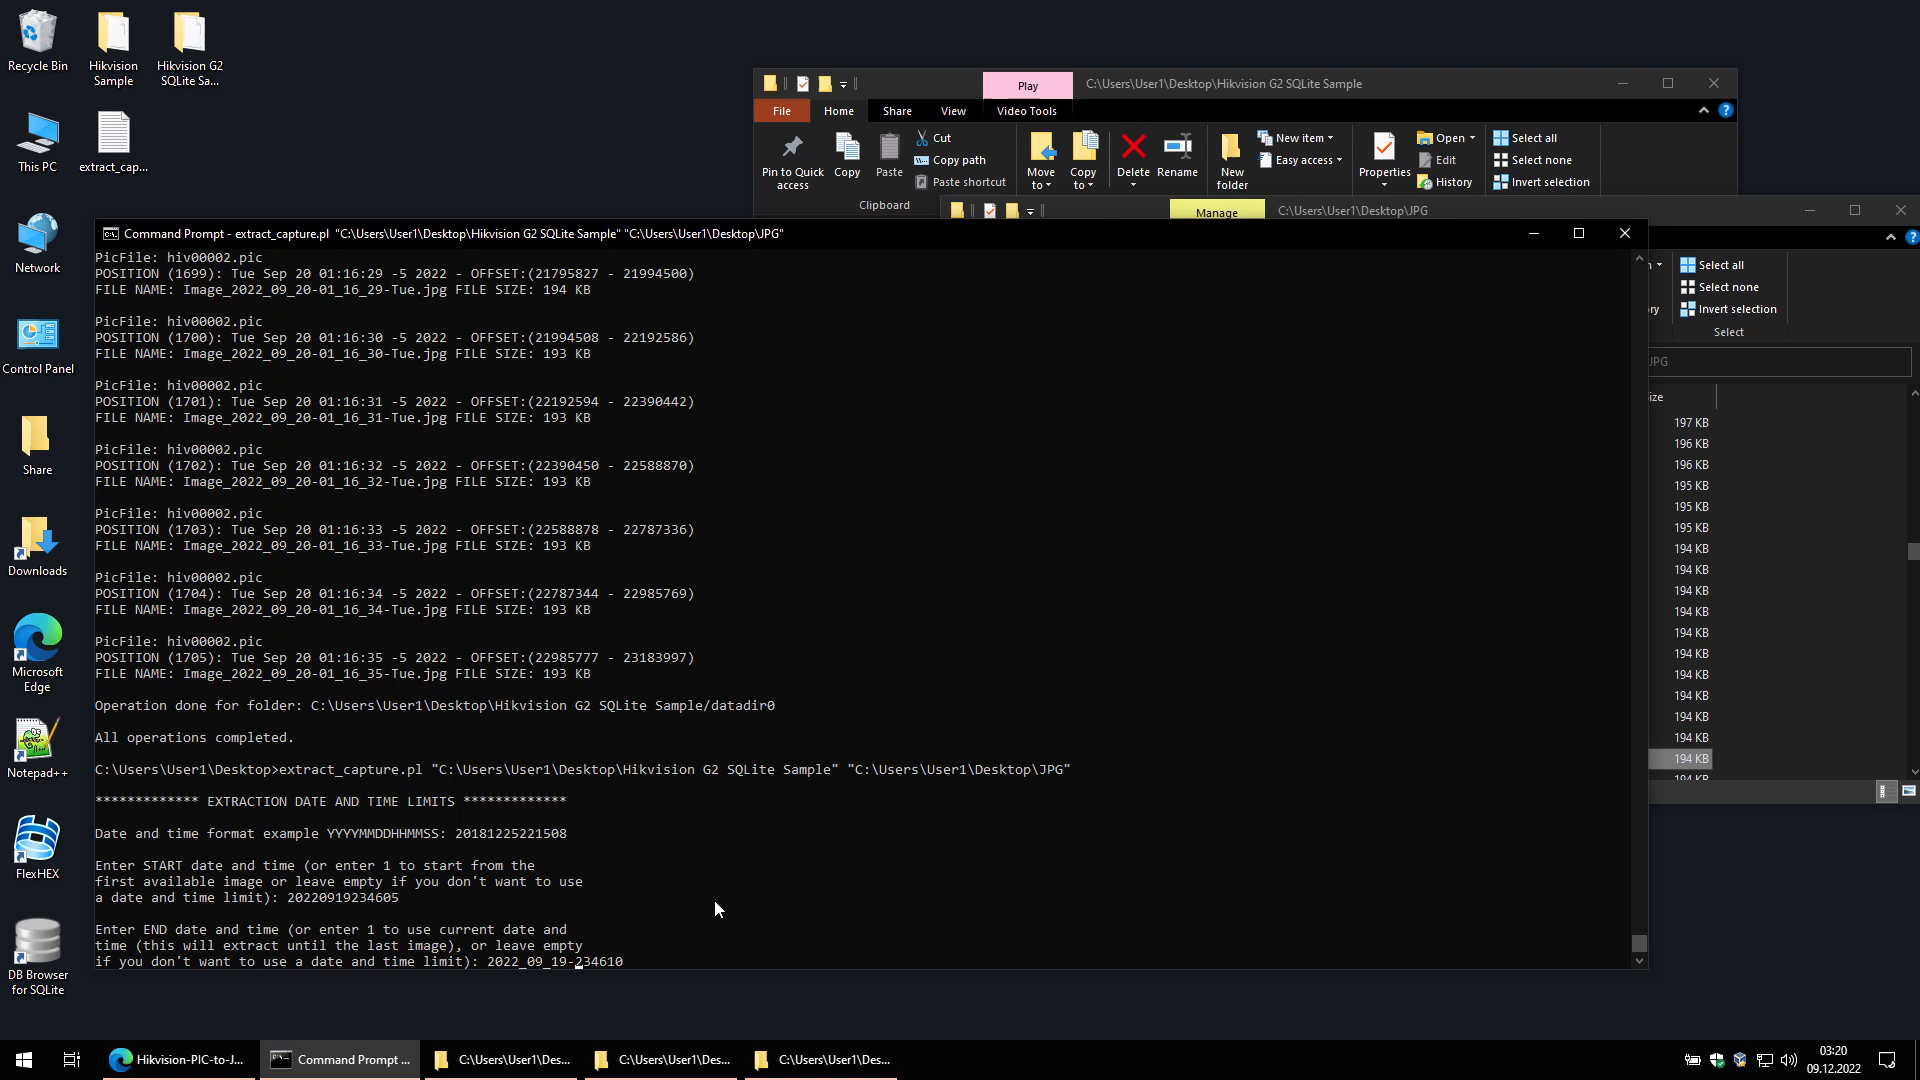 Recycle Bin
Hikvision Sample
Hikvision G2 SQLite Sa...
This PC
extract_cap...
Network
Control Panel
Share
Downloads
Microsoft Edge
Notepad++
FlexHEX
DB Browser for SQLite
Play
C:\Users\User1\Desktop\Hikvision G2 SQLite Sample
File
Home
Share
View
Video Tools
Pin to Quick access
Copy
Paste
Cut
Copy path
Paste shortcut
Clipboard
Move to
Copy to
Delete
Rename
New folder
New item
Easy access
Properties
Open
Edit
History
Select all
Select none
Invert selection
Manage
C:\Users\User1\Desktop\JPG
Select all
Select none
Invert selection
Select
JPG
ize
197 KB
196 KB
196 KB
195 KB
195 KB
195 KB
194 KB
194 KB
194 KB
194 KB
194 KB
194 KB
194 KB
194 KB
194 KB
194 KB
194 KB
194 KB
Command Prompt - extract_capture.pl "C:\Users\User1\Desktop\Hikvision G2 SQLite Sample" "C:\Users\User1\Desktop\JPG"
PicFile: hiv00002.pic
POSITION (1699): Tue Sep 20 01:16:29 -5 2022 - OFFSET:(21795827 - 21994500)
FILE NAME: Image_2022_09_20-01_16_29-Tue.jpg FILE SIZE: 194 KB
PicFile: hiv00002.pic
POSITION (1700): Tue Sep 20 01:16:30 -5 2022 - OFFSET:(21994508 - 22192586)
FILE NAME: Image_2022_09_20-01_16_30-Tue.jpg FILE SIZE: 193 KB
PicFile: hiv00002.pic
POSITION (1701): Tue Sep 20 01:16:31 -5 2022 - OFFSET:(22192594 - 22390442)
FILE NAME: Image_2022_09_20-01_16_31-Tue.jpg FILE SIZE: 193 KB
PicFile: hiv00002.pic
POSITION (1702): Tue Sep 20 01:16:32 -5 2022 - OFFSET:(22390450 - 22588870)
FILE NAME: Image_2022_09_20-01_16_32-Tue.jpg FILE SIZE: 193 KB
PicFile: hiv00002.pic
POSITION (1703): Tue Sep 20 01:16:33 -5 2022 - OFFSET:(22588878 - 22787336)
FILE NAME: Image_2022_09_20-01_16_33-Tue.jpg FILE SIZE: 193 KB
PicFile: hiv00002.pic
POSITION (1704): Tue Sep 20 01:16:34 -5 2022 - OFFSET:(22787344 - 22985769)
FILE NAME: Image_2022_09_20-01_16_34-Tue.jpg FILE SIZE: 193 KB
PicFile: hiv00002.pic
POSITION (1705): Tue Sep 20 01:16:35 -5 2022 - OFFSET:(22985777 - 23183997)
FILE NAME: Image_2022_09_20-01_16_35-Tue.jpg FILE SIZE: 193 KB
Operation done for folder: C:\Users\User1\Desktop\Hikvision G2 SQLite Sample/datadir0
All operations completed.
C:\Users\User1\Desktop>extract_capture.pl "C:\Users\User1\Desktop\Hikvision G2 SQLite Sample" "C:\Users\User1\Desktop\JPG"
************* EXTRACTION DATE AND TIME LIMITS *************
Date and time format example YYYYMMDDHHMMSS: 20181225221508
Enter START date and time (or enter 1 to start from the
first available image or leave empty if you don't want to use
a date and time limit): 20220919234605
Enter END date and time (or enter 1 to use current date and
time (this will extract until the last image), or leave empty
if you don't want to use a date and time limit): 2022_09_19-234610
Hikvision-PIC-to-J...
Command Prompt ...
C:\Users\User1\Des...
C:\Users\User1\Des...
C:\Users\User1\Des...
03:20
09.12.2022